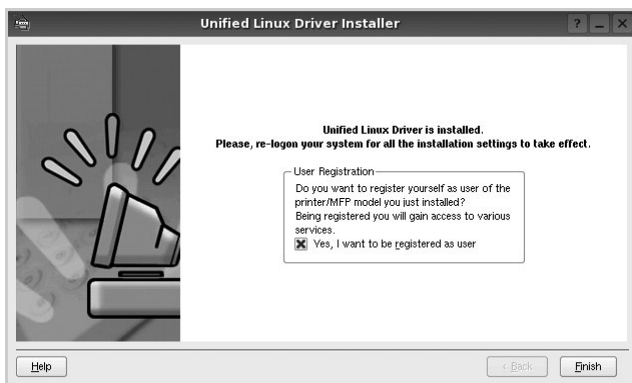 Unified Linux Driver Installer
? _ X
Unified Linux Driver is installed.
Please, re-logon your system for all the installation settings to take effect.
User Registration
Do you want to register yourself as user of the
printer/MFP model you just installed?
Being registered you will gain access to various
services.
Yes, I want to be registered as user
Help
< Back
Finish